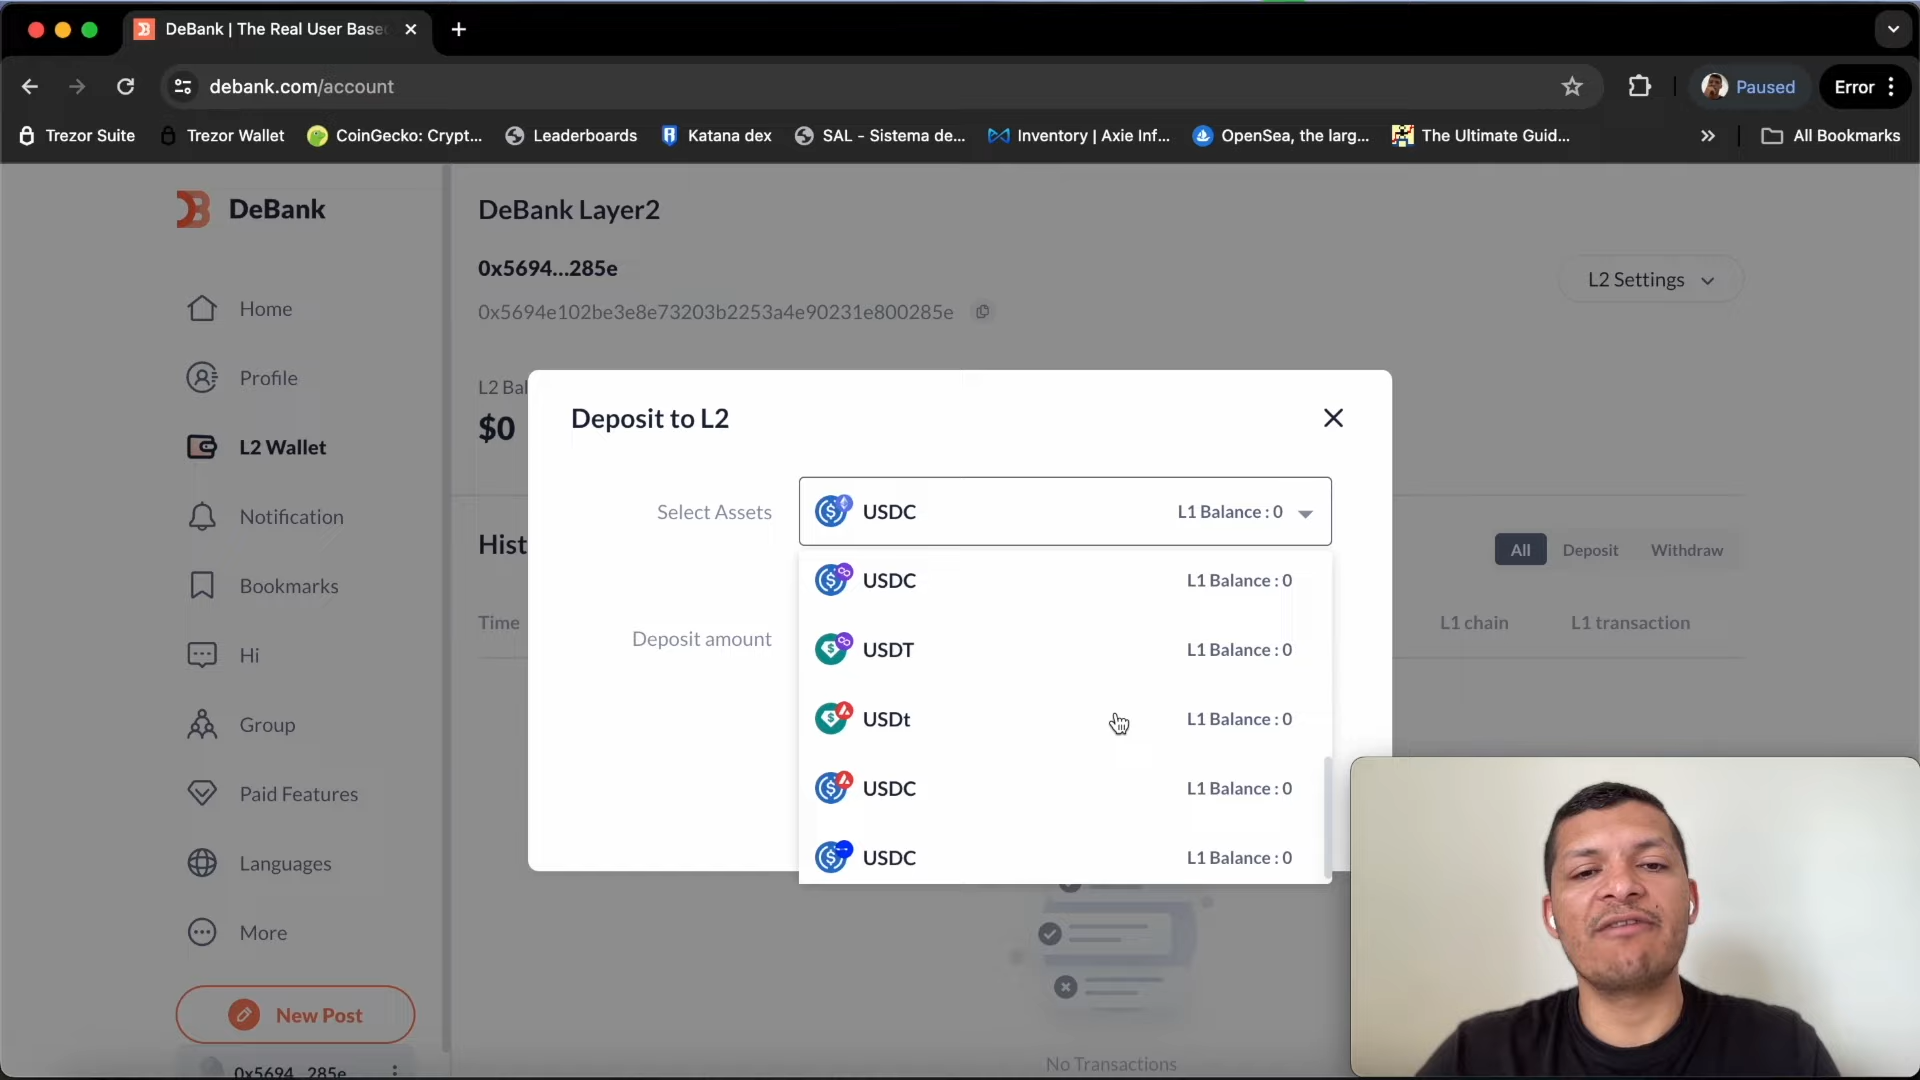 DeBank | The Real User Base
debank.com/account
Paused
Error
Trezor Suite
Trezor Wallet
CoinGecko: Crypt...
Leaderboards
Katana dex
SAL - Sistema de...
Inventory | Axie Inf...
OpenSea, the larg...
The Ultimate Guid...
All Bookmarks
DeBank
Home
Profile
L2 Wallet
Notification
Bookmarks
Hi
Group
Paid Features
Languages
More
New Post
0x5694...285e
DeBank Layer2
0x5694...285e
0x5694e102be3e8e73203b2253a4e90231e800285e
L2 Settings
L2 Bal
$0
Hist
All
Deposit
Withdraw
Time
L1 chain
L1 transaction
Deposit to L2
Select Assets
USDC
L1 Balance : 0
Deposit amount
USDC
L1 Balance : 0
USDT
L1 Balance : 0
USDt
L1 Balance : 0
USDC
L1 Balance : 0
USDC
L1 Balance : 0
No Transactions